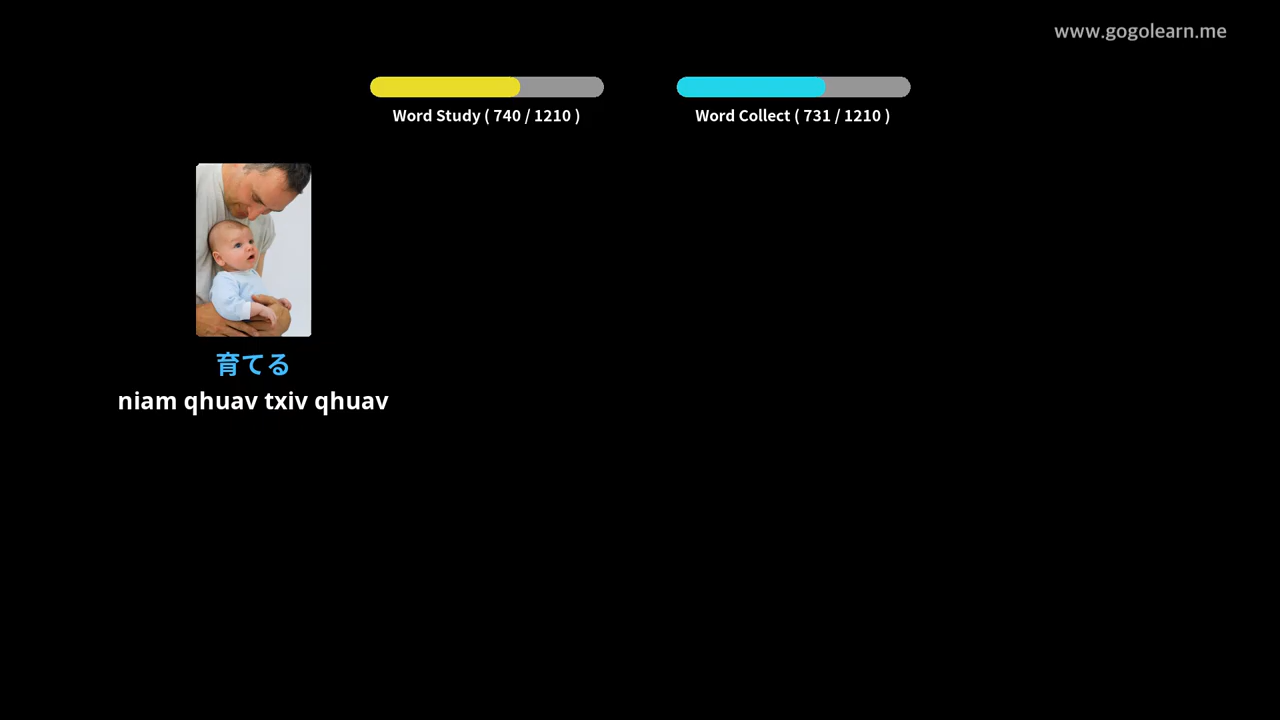 www.gogolearn.me
Word Study ( 740 / 1210 )
Word Collect ( 731 / 1210 )
育てる
niam qhuav txiv qhuav